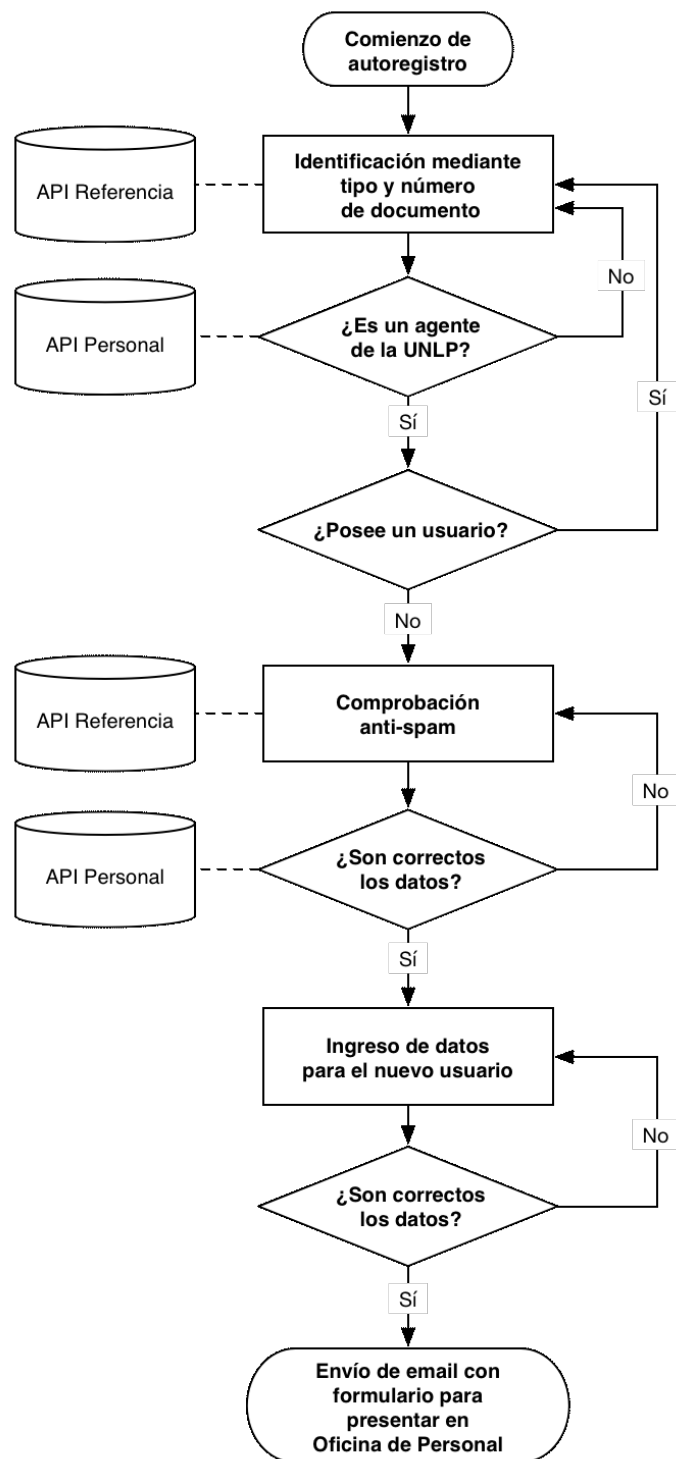 Comienzo de
autoregistro
API Referencia
Identificación mediante
tipo y número
de documento
No
API Personal
¿Es un agente
de la UNLP?
Sí
Sí
¿Posee un usuario?
No
API Referencia
Comprobación
anti-spam
No
API Personal
¿Son correctos
los datos?
Sí
Ingreso de datos
para el nuevo usuario
No
¿Son correctos
los datos?
Sí
Envío de email con
formulario para
presentar en
Oficina de Personal